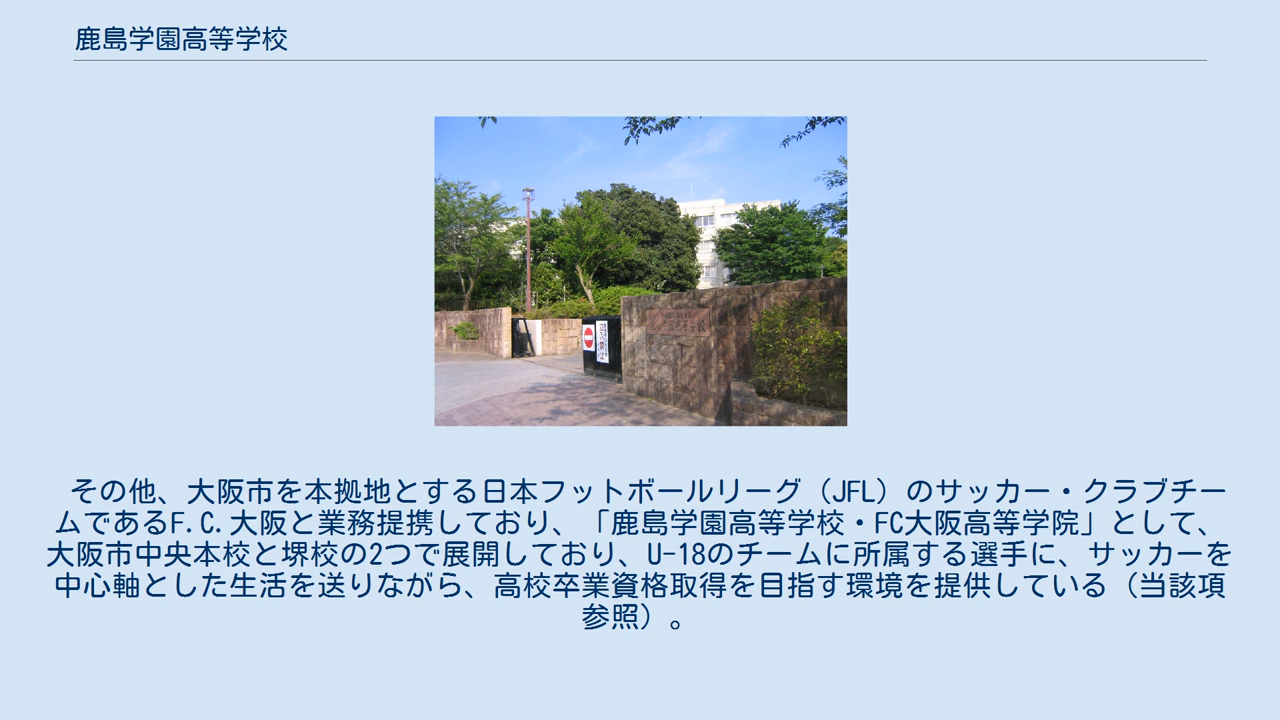 鹿島学園高等学校
その他、大阪市を本拠地とする日本フットボールリーグ（JFL）のサッカー・クラブチー
ムであるF.C.大阪と業務提携しており、「鹿島学園高等学校・FC大阪高等学院」として、
大阪市中央本校と堺校の2つで展開しており、U-18のチームに所属する選手に、サッカーを
中心軸とした生活を送りながら、高校卒業資格取得を目指す環境を提供している（当該項
参照）。